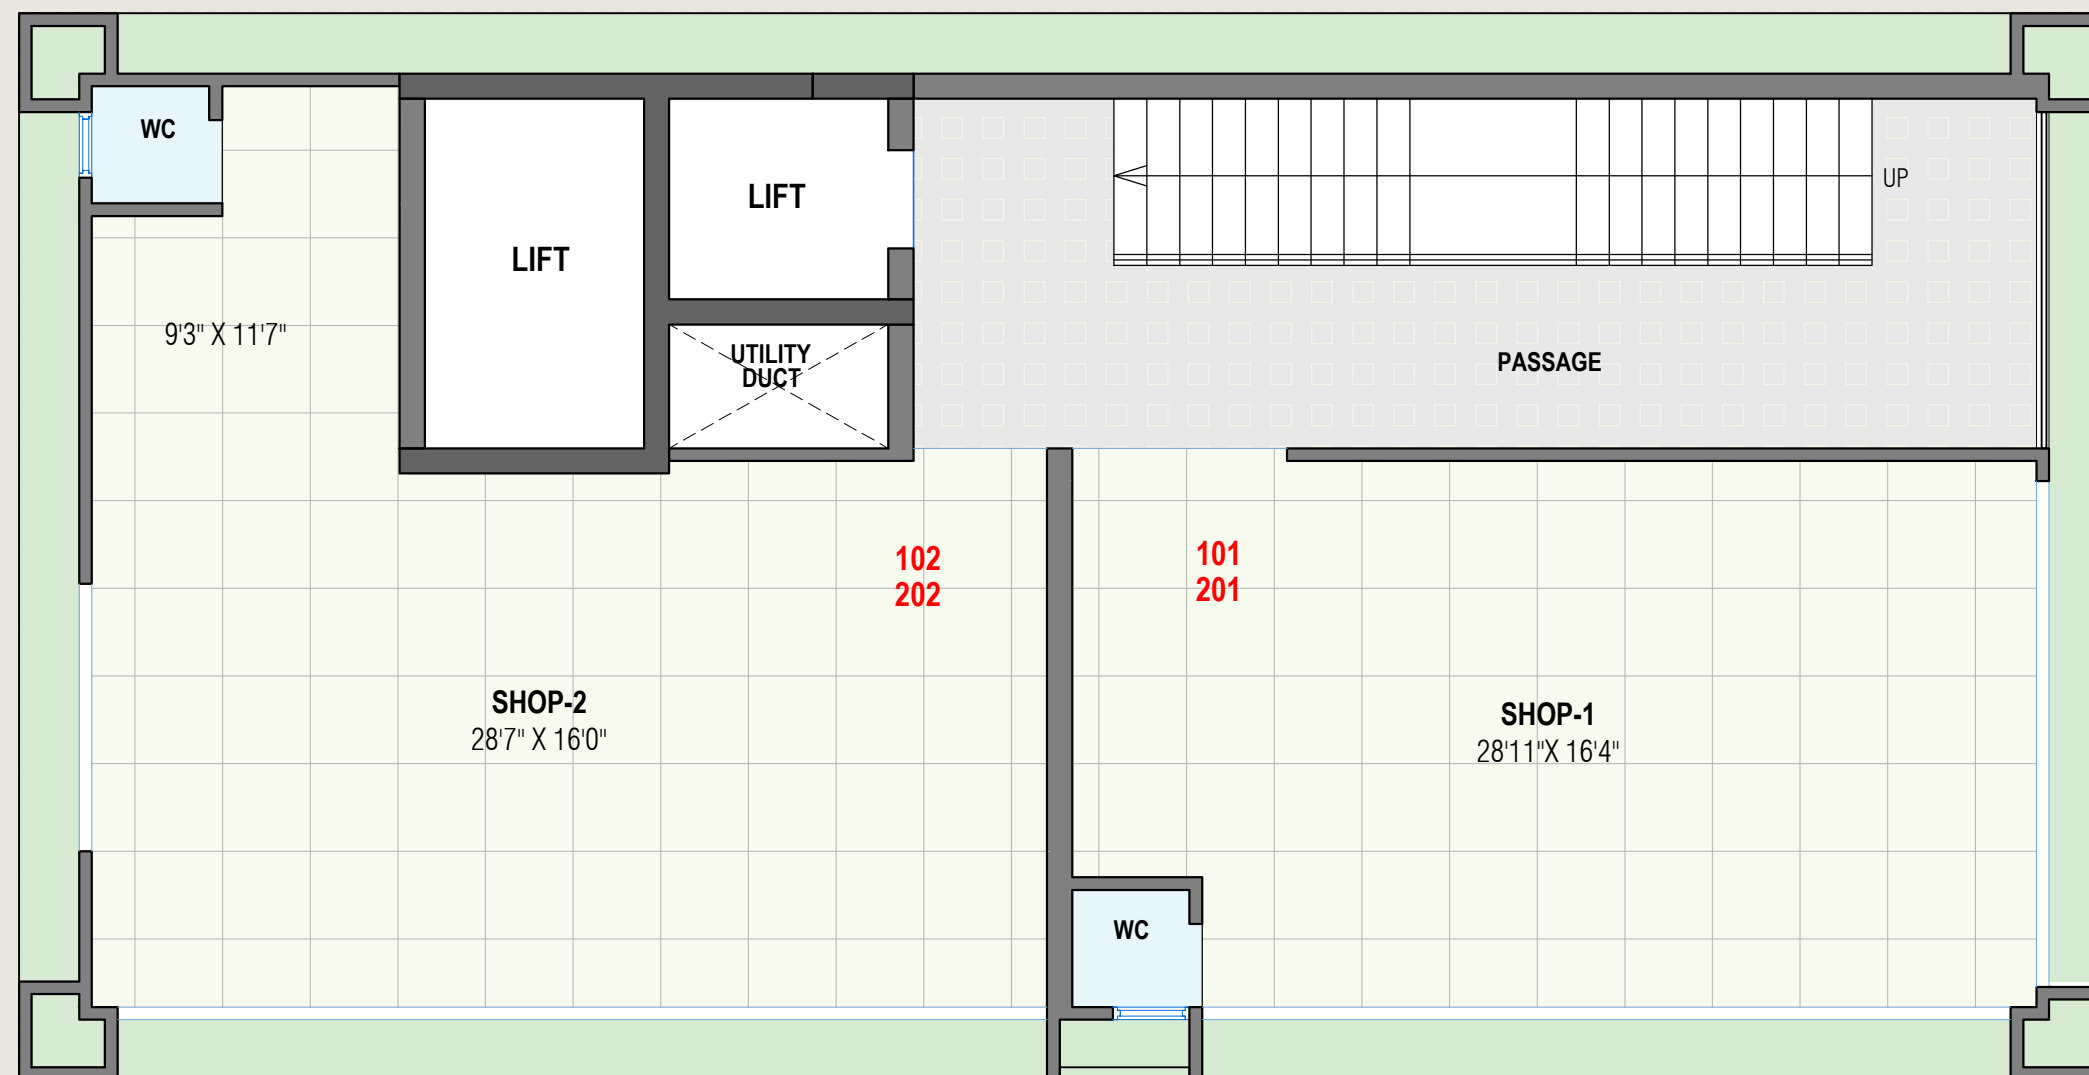 WC
LIFT
LIFT
UP
9'3" X 11'7"
UTILITY
DUCT
PASSAGE
102
202
101
201
SHOP-2
28'7" X 16'0"
SHOP-1
28'11"X 16'4"
WC